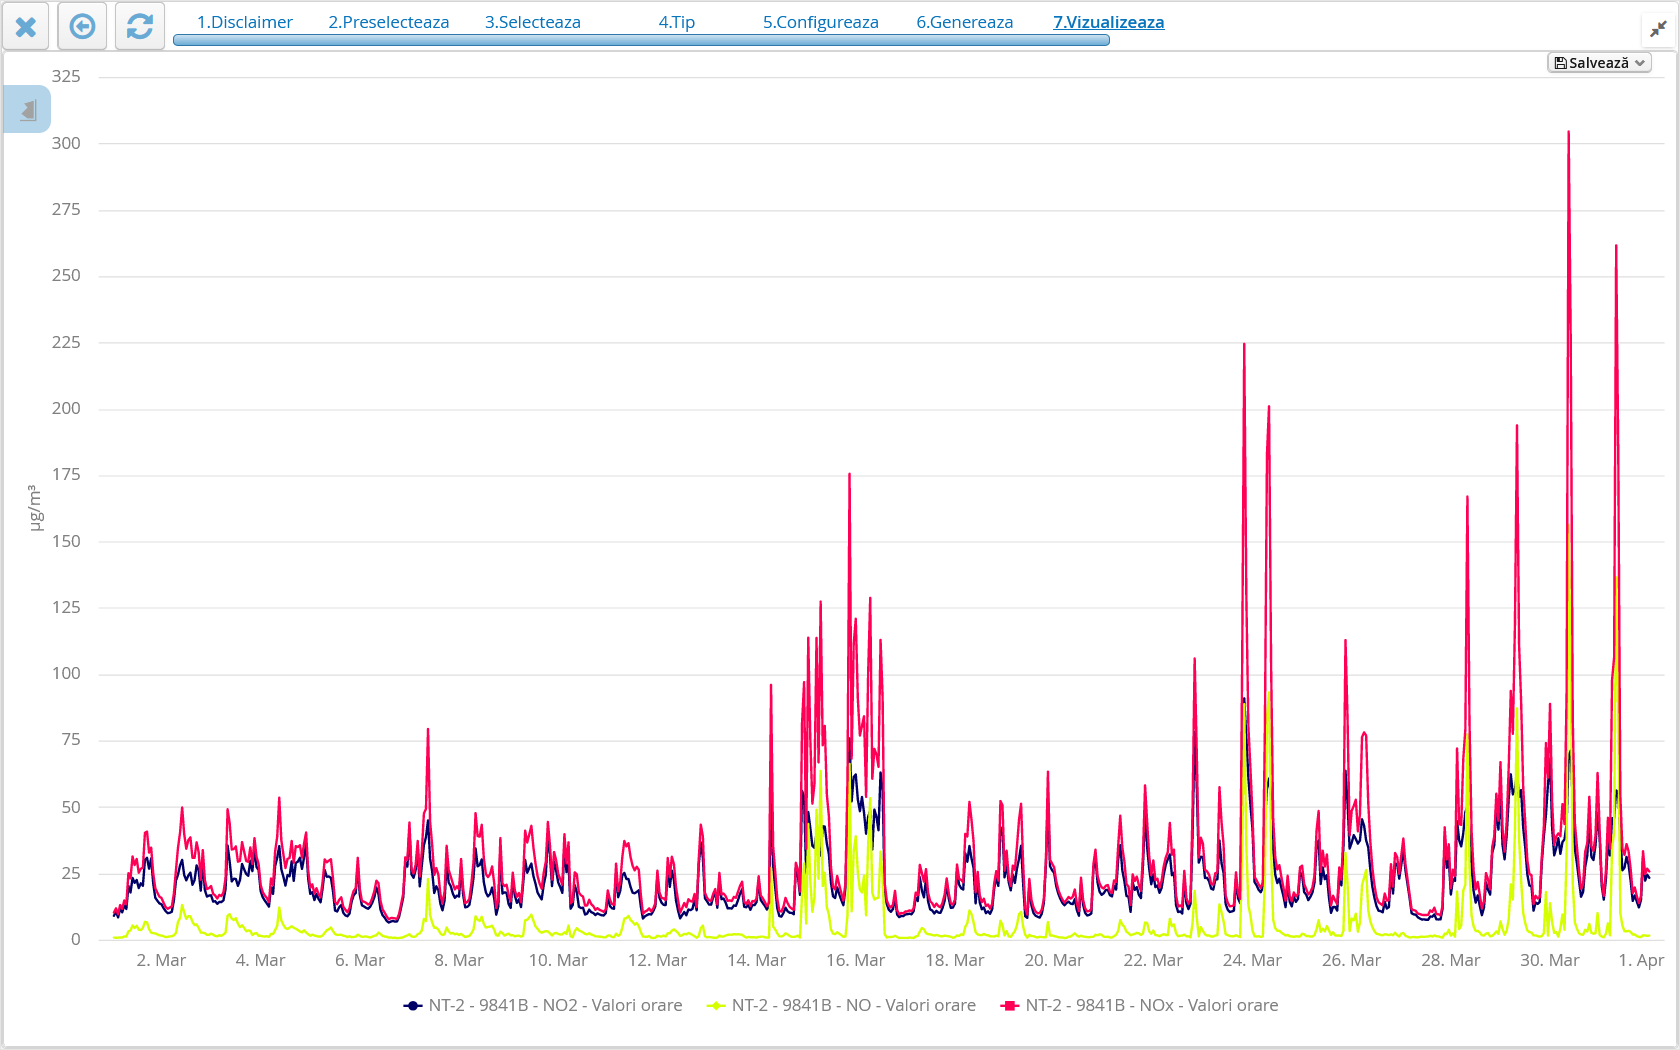 1.Disclaimer 2.Preselecteaza 3.Selecteaza 4.Tip 5.Configureaza 6.Genereaza 7.Vizualizeaza
Salvează
325
300
275
250
225
200
175
150
125
100
75
50
25
0
µg/m³
2. Mar 4. Mar 6. Mar 8. Mar 10. Mar 12. Mar 14. Mar 16. Mar 18. Mar 20. Mar 22. Mar 24. Mar 26. Mar 28. Mar 30. Mar 1. Apr
NT-2 - 9841B - NO2 - Valori orare NT-2 - 9841B - NO - Valori orare NT-2 - 9841B - NOx - Valori orare